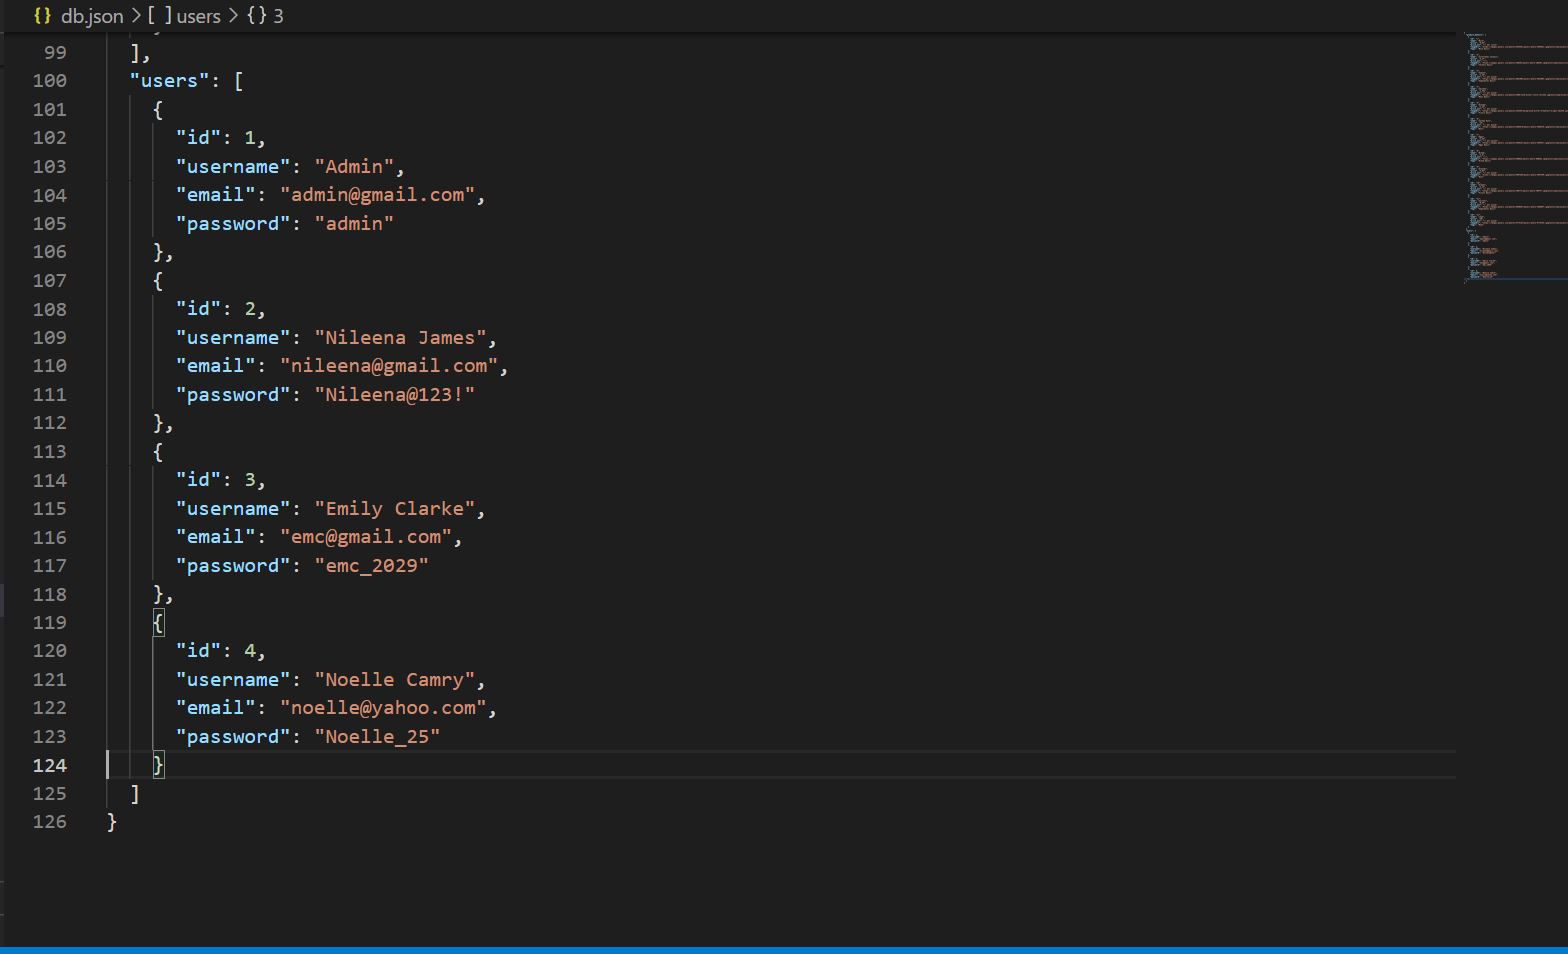 {} db.json > [ ] users > {} 3
99 ],
100 "users": [
101 {
102 "id": 1,
103 "username": "Admin",
104 "email": "admin@gmail.com",
105 "password": "admin"
106 },
107 {
108 "id": 2,
109 "username": "Nileena James",
110 "email": "nileena@gmail.com",
111 "password": "Nileena@123!"
112 },
113 {
114 "id": 3,
115 "username": "Emily Clarke",
116 "email": "emc@gmail.com",
117 "password": "emc_2029"
118 },
119 {
120 "id": 4,
121 "username": "Noelle Camry",
122 "email": "noelle@yahoo.com",
123 "password": "Noelle_25"
124 }
125 ]
126 }